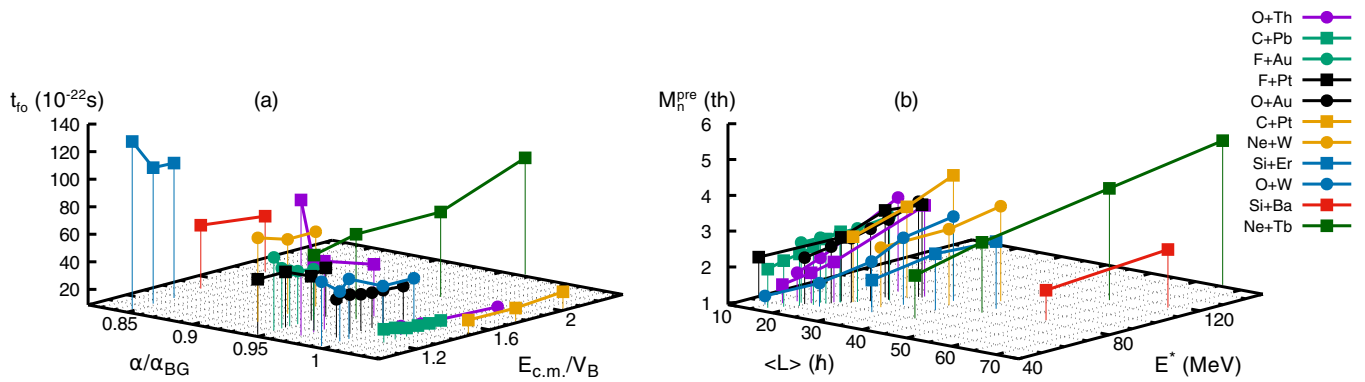 (a)
t_fo (10^-22 s)
140
120
100
80
60
40
20
0.85
0.9
0.95
1
α/α_BG
1.2
1.6
2
E_c.m./V_B
(b)
M_n^pre (th)
6
5
4
3
2
1
10
20
30
40
50
60
70
<L> (ħ)
40
80
120
E^* (MeV)
O+Th
C+Pb
F+Au
F+Pt
O+Au
C+Pt
Ne+W
Si+Er
O+W
Si+Ba
Ne+Tb